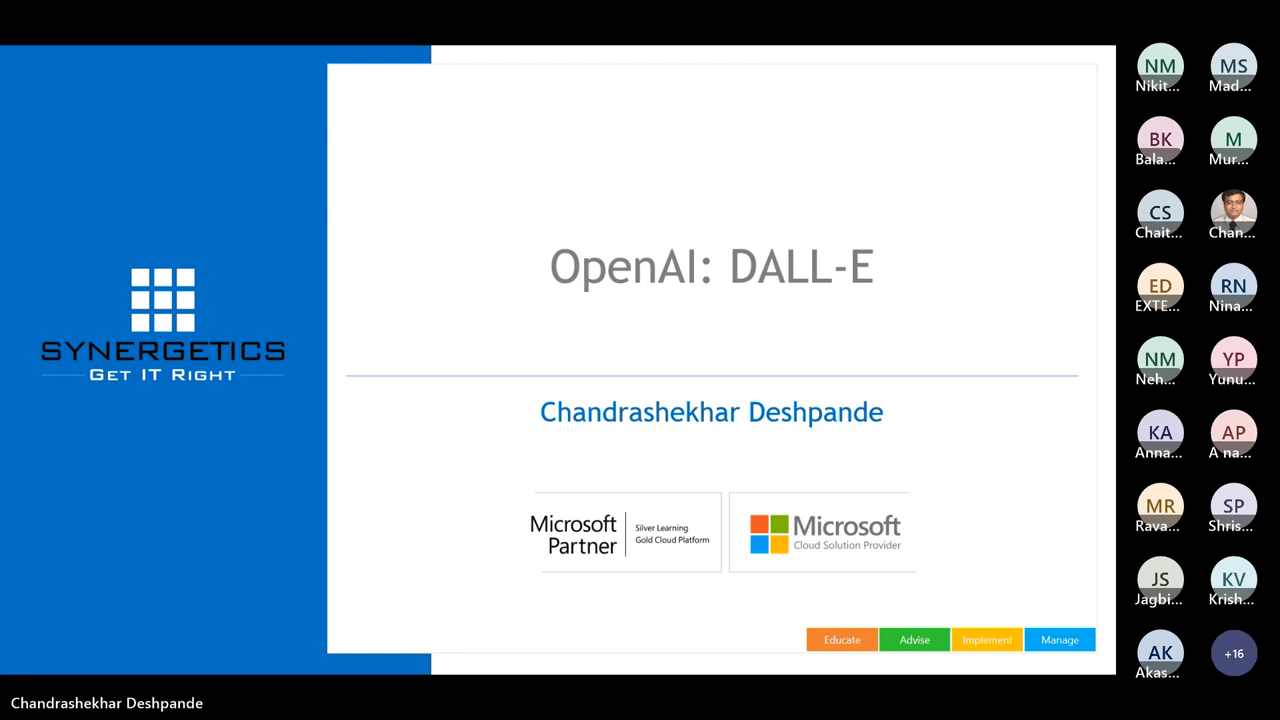 SYNERGETICS
GET IT RIGHT
OpenAI: DALL-E
Chandrashekhar Deshpande
Microsoft
Partner
Silver Learning
Gold Cloud Platform
Microsoft
Cloud Solution Provider
Educate
Advise
Implement
Manage
NM
Nikit...
MS
Mad...
BK
Bala...
M
Mur...
CS
Chait...
Chan...
ED
EXTE...
RN
Nina...
NM
Neh...
YP
Yunu...
KA
Anna...
AP
A na...
MR
Rava...
SP
Shris...
JS
Jagbi...
KV
Krish...
AK
Akas...
+16
Chandrashekhar Deshpande